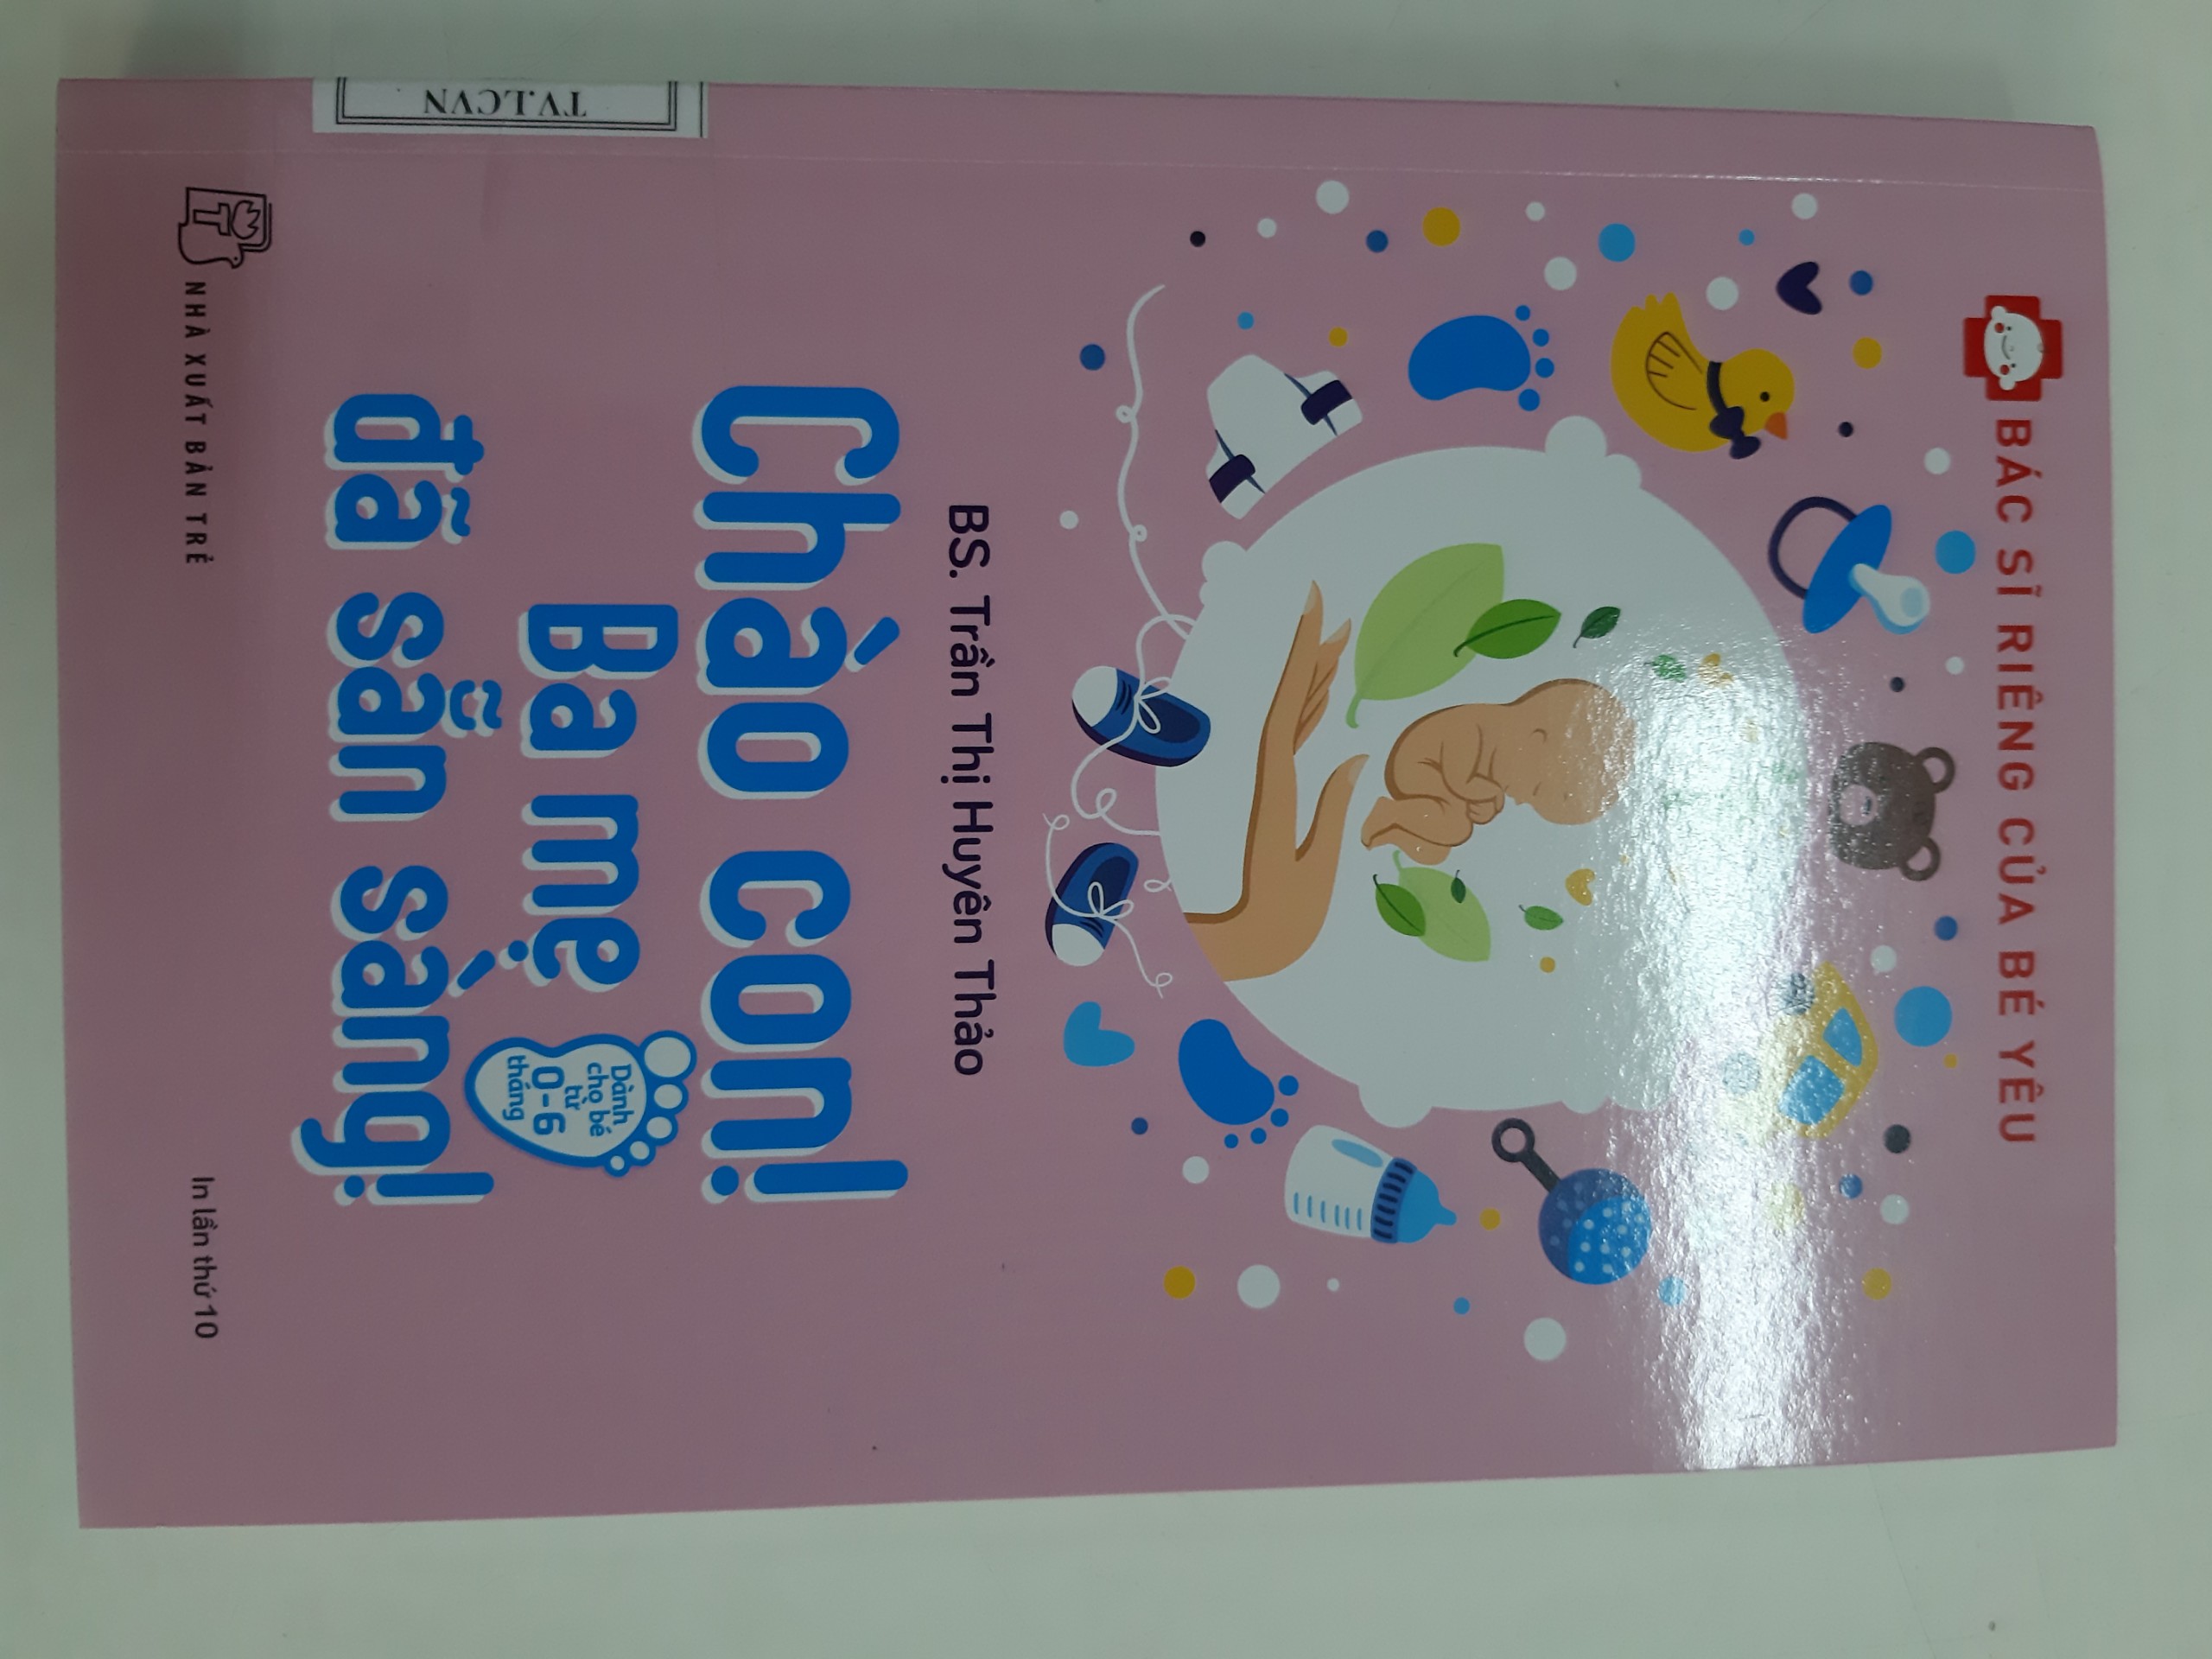 BÁC SĨ RIÊNG CỦA BÉ YÊU
BS. Trần Thị Huyên Thảo
Chào con!
Ba mẹ
Dành
cho bé
từ
0-6
tháng
đã sẵn sàng!
TV.LCVN
T
NHÀ XUẤT BẢN TRẺ
In lần thứ 10